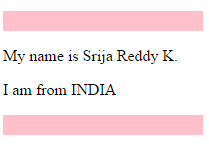 My name is Srija Reddy K.
I am from INDIA